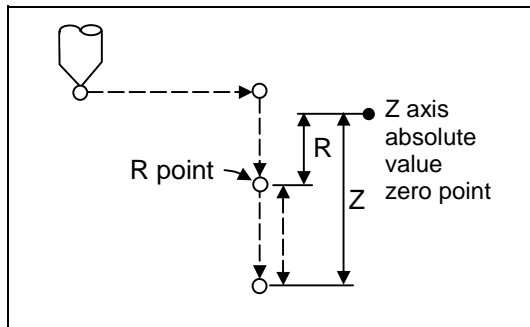 Z axis
absolute
value
zero point
R
R point
Z